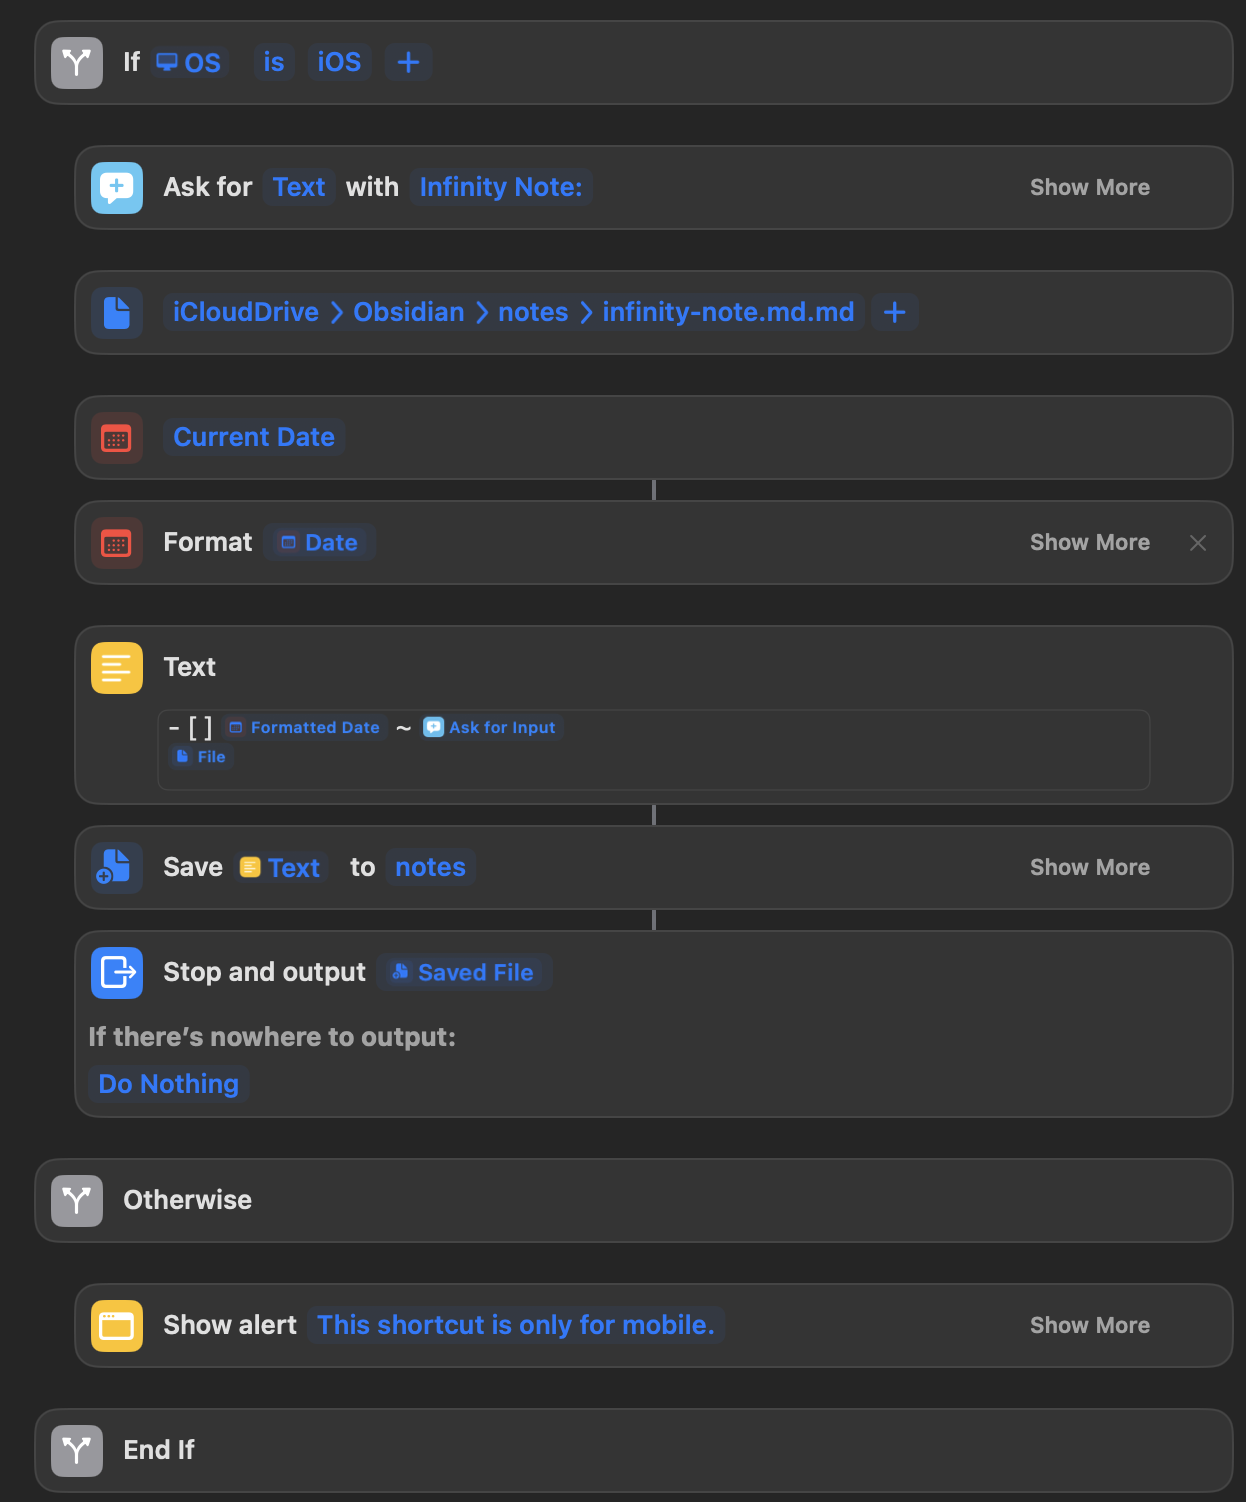 If OS is iOS +
Ask for Text with Infinity Note: Show More
iCloudDrive > Obsidian > notes > infinity-note.md.md +
Current Date
Format Date Show More
Text
- [ ] Formatted Date ~ Ask for Input
File
Save Text to notes Show More
Stop and output Saved File
If there’s nowhere to output:
Do Nothing
Otherwise
Show alert This shortcut is only for mobile. Show More
End If